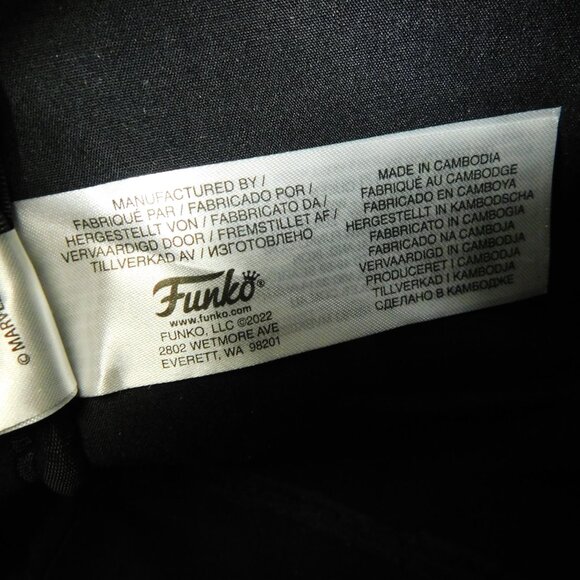 MANUFACTURED BY /
FABRIQUÉ PAR / FABRICADO POR /
HERGESTELLT VON / FABBRICATO DA /
VERVAARDIGD DOOR / FREMSTILLET AF /
TILLVERKAD AV / ИЗГОТОВЛЕНО
Funko®
www.funko.com
FUNKO, LLC ©2022
2802 WETMORE AVE
EVERETT, WA 98201
MADE IN CAMBODIA
FABRIQUÉ AU CAMBODGE
FABRICADO EN CAMBOYA
HERGESTELLT IN KAMBODSCHA
FABBRICATO IN CAMBOGIA
FABRICADO NA CAMBOJA
VERVAARDIGD IN CAMBODJA
PRODUCERET I CAMBODJA
TILLVERKAD I KAMBODJA
СДЕЛАНО В КАМБОДЖЕ
© MARVEL